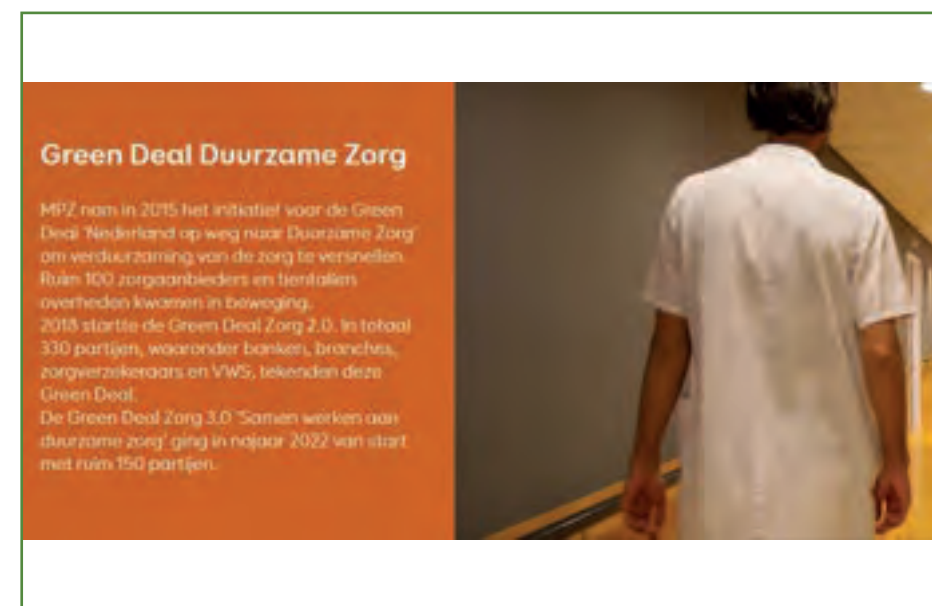 Green Deal Duurzame Zorg
MPZ nam in 2015 het initiatief voor de Green
Deal 'Nederland op weg naar Duurzame Zorg'
om verduurzaming van de zorg te versnellen.
Ruim 100 zorgaanbieders en tientallen
overheden kwamen in beweging.
2018 startte de Green Deal Zorg 2.0. In totaal
330 partijen, waaronder banken, branches,
zorgverzekeraars en VWS, tekenden deze
Green Deal.
De Green Deal Zorg 3.0 'Samen werken aan
duurzame zorg' ging in najaar 2022 van start
met ruim 150 partijen.